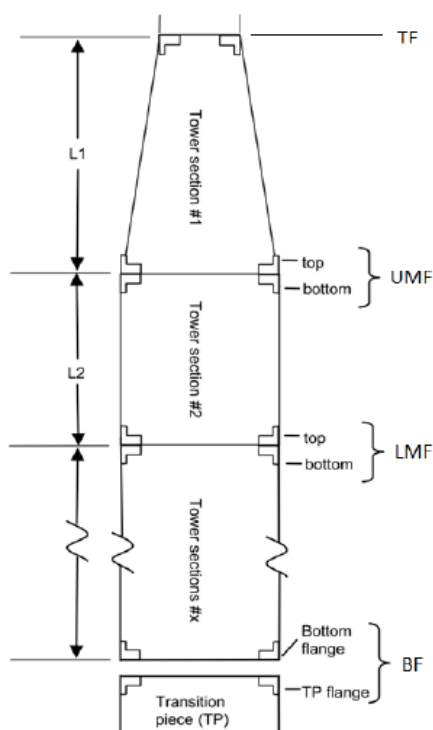 TF
L1
Tower section #1
top
bottom
UMF
L2
Tower section #2
top
bottom
LMF
Tower sections #x
Bottom
flange
BF
TP flange
Transition
piece (TP)